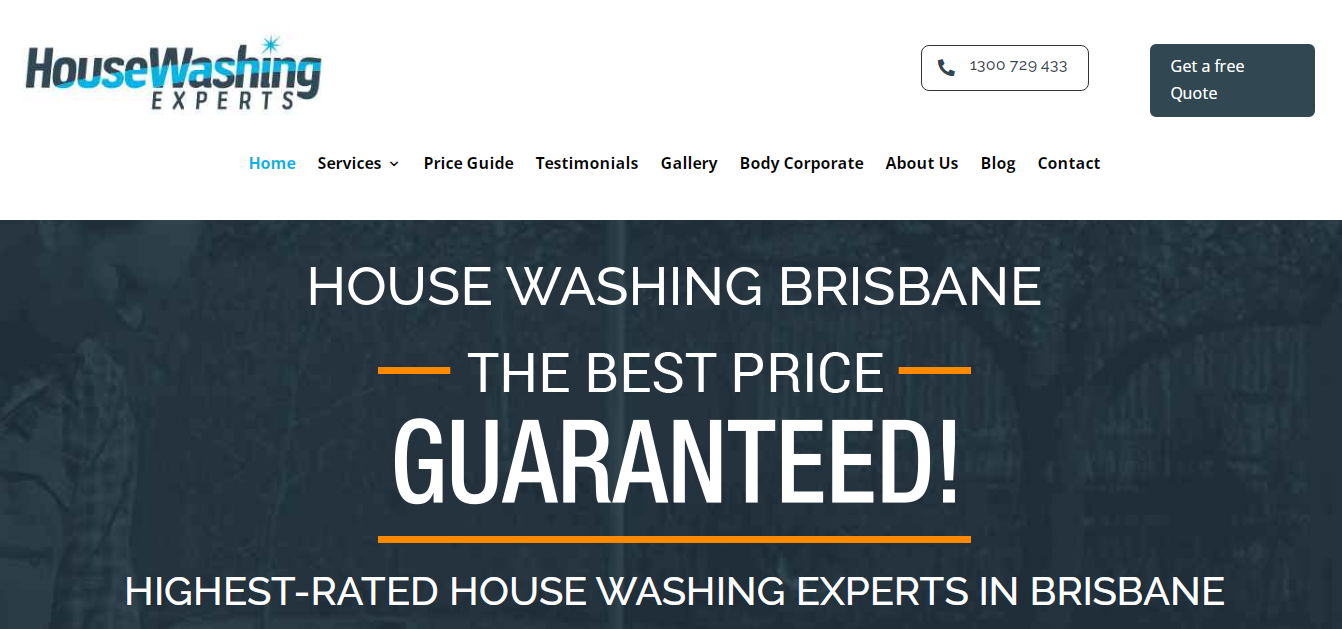 HouseWashing
EXPERTS
1300 729 433
Get a free
Quote
Home Services Price Guide Testimonials Gallery Body Corporate About Us Blog Contact
HOUSE WASHING BRISBANE
THE BEST PRICE
GUARANTEED!
HIGHEST-RATED HOUSE WASHING EXPERTS IN BRISBANE